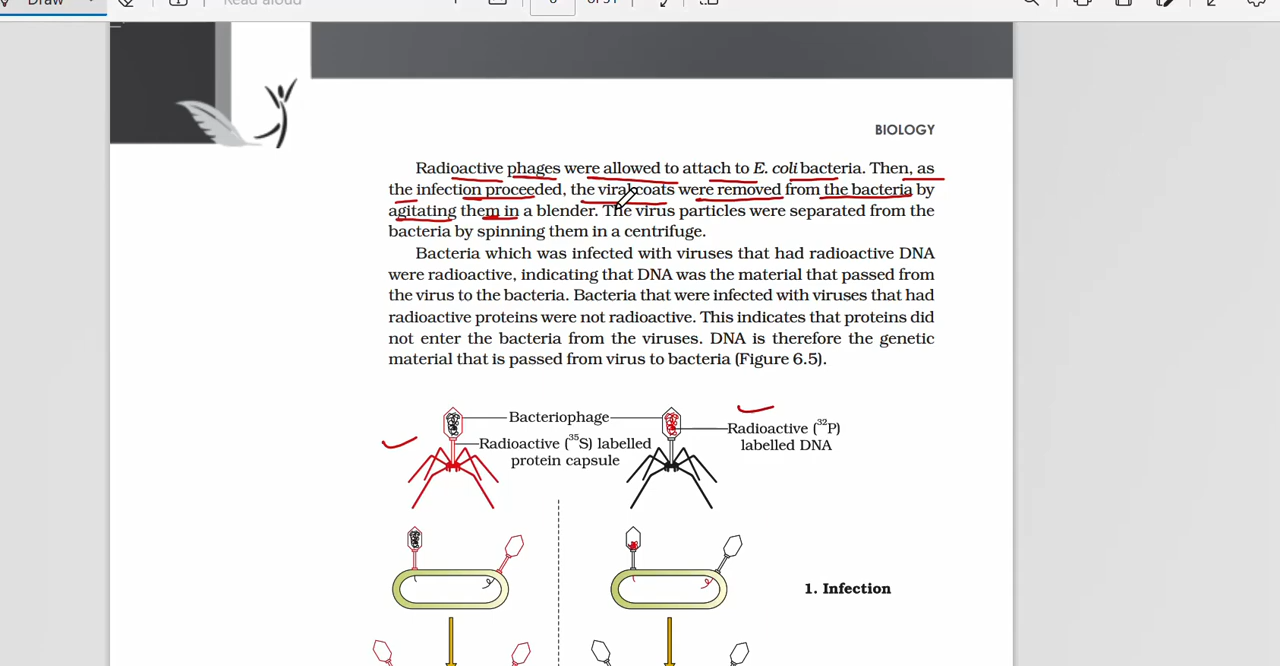 Draw
Read aloud
BIOLOGY
Radioactive phages were allowed to attach to E. coli bacteria. Then, as
the infection proceeded, the viral coats were removed from the bacteria by
agitating them in a blender. The virus particles were separated from the
bacteria by spinning them in a centrifuge.
Bacteria which was infected with viruses that had radioactive DNA
were radioactive, indicating that DNA was the material that passed from
the virus to the bacteria. Bacteria that were infected with viruses that had
radioactive proteins were not radioactive. This indicates that proteins did
not enter the bacteria from the viruses. DNA is therefore the genetic
material that is passed from virus to bacteria (Figure 6.5).
Bacteriophage
Radioactive (³²P)
labelled DNA
Radioactive (³⁵S) labelled
protein capsule
1. Infection